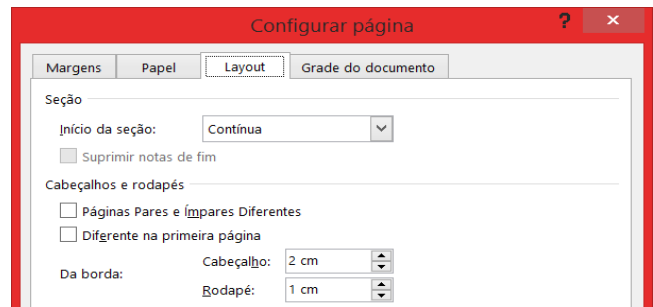 Configurar página ? ×
Margens Papel Layout Grade do documento
Seção
Início da seção: Contínua
Suprimir notas de fim
Cabeçalhos e rodapés
Páginas Pares e Ímpares Diferentes
Diferente na primeira página
Da borda:
Cabeçalho: 2 cm
Rodapé: 1 cm